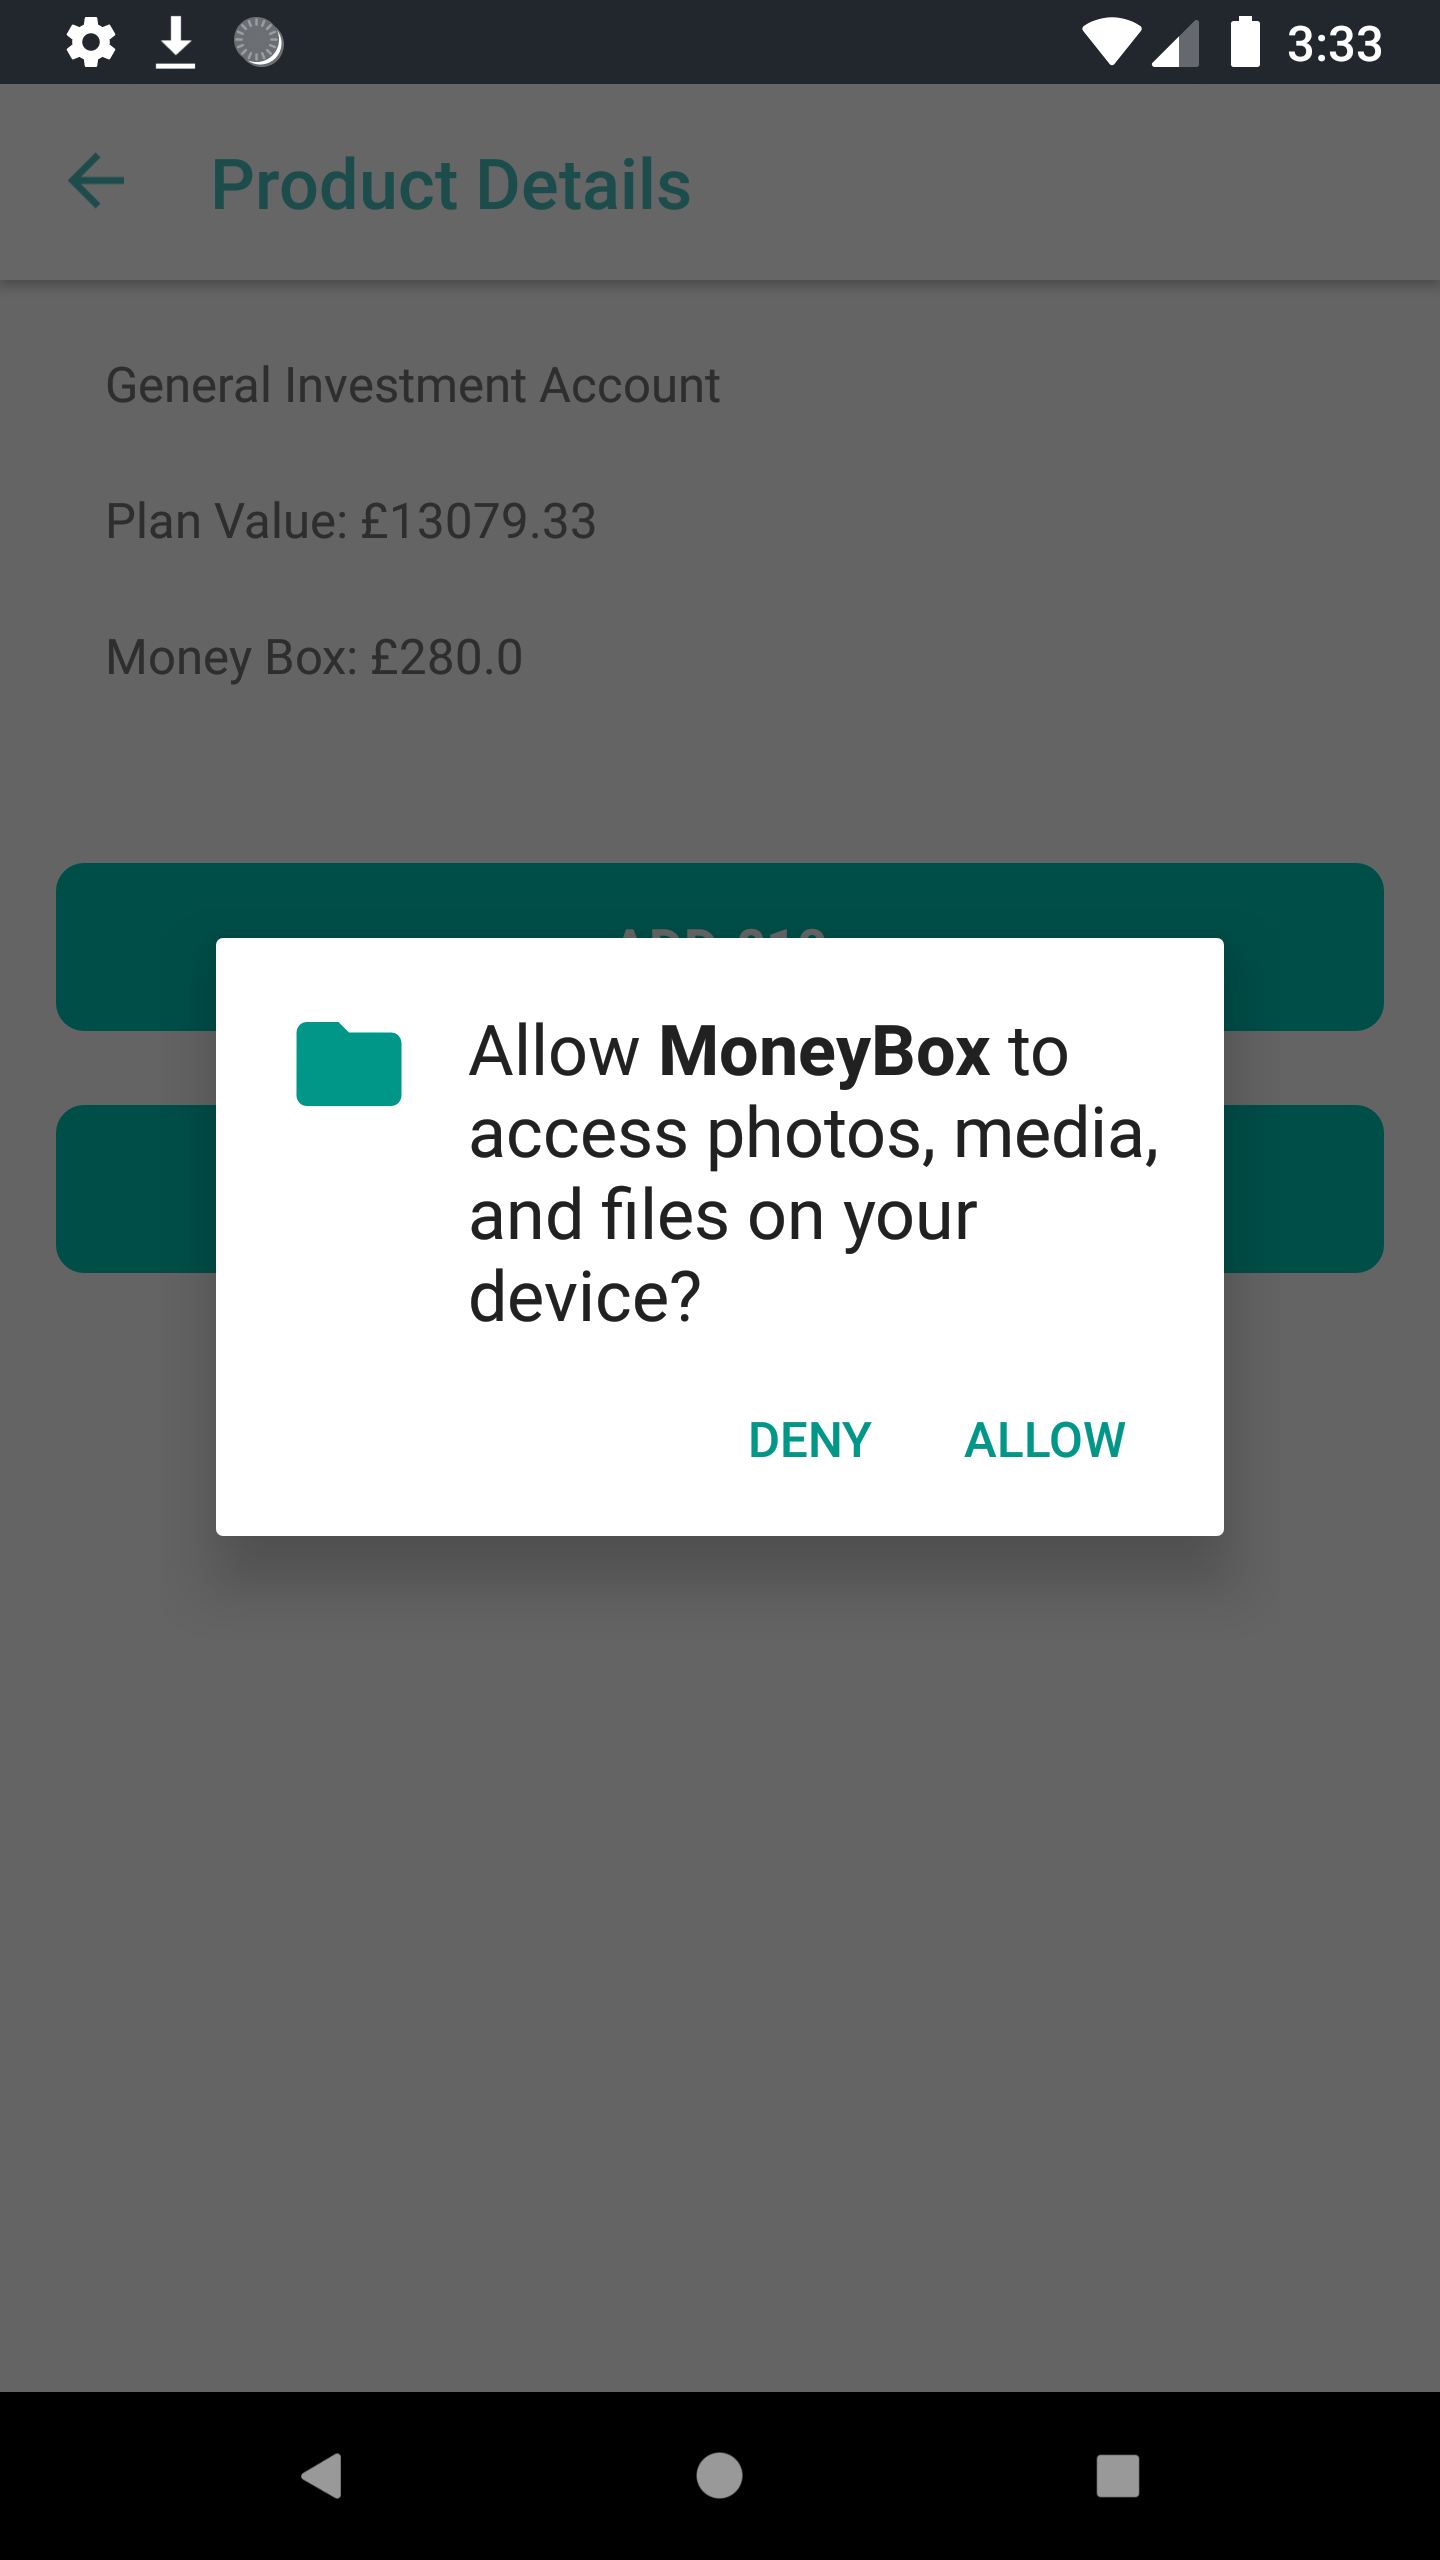 3:33
Product Details
General Investment Account
Plan Value: £13079.33
Money Box: £280.0
Allow MoneyBox to
access photos, media,
and files on your
device?
DENY ALLOW